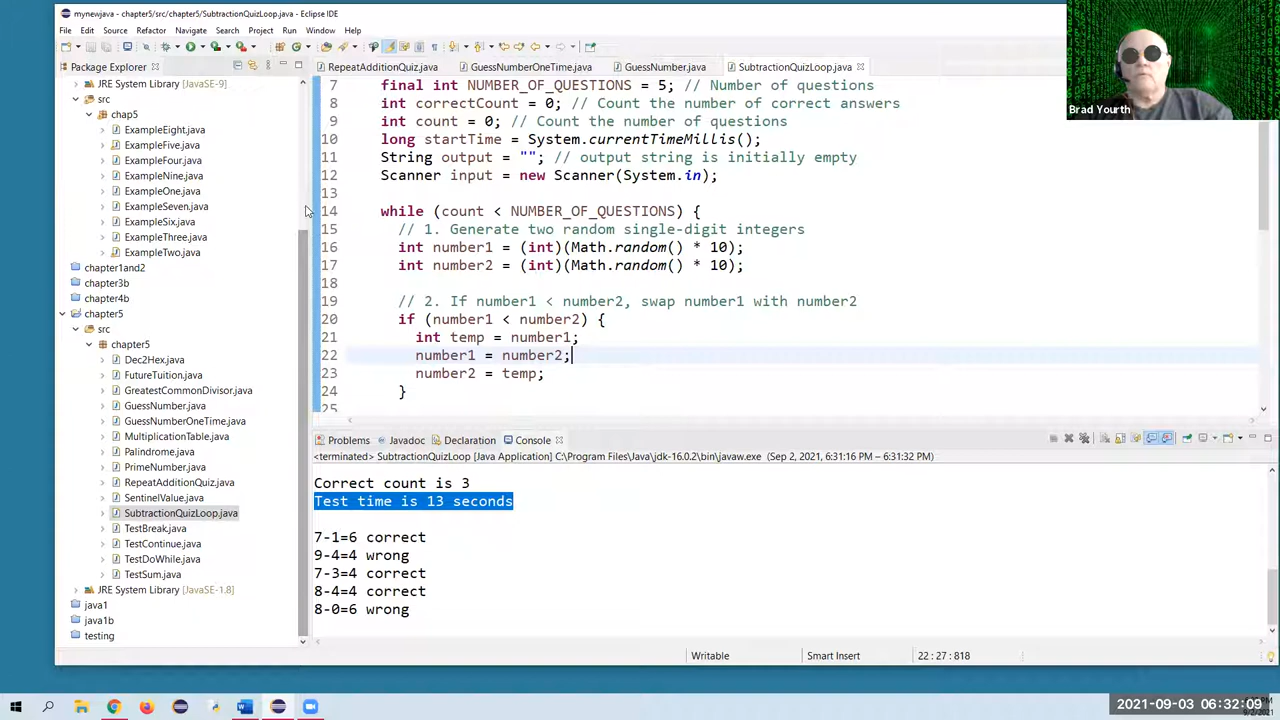 mynewjava - chapter5/src/chapter5/SubtractionQuizLoop.java - Eclipse IDE
File Edit Source Refactor Navigate Search Project Run Window Help
Package Explorer
JRE System Library [JavaSE-9]
src
chap5
ExampleEight.java
ExampleFive.java
ExampleFour.java
ExampleNine.java
ExampleOne.java
ExampleSeven.java
ExampleSix.java
ExampleThree.java
ExampleTwo.java
chapter1and2
chapter3b
chapter4b
chapter5
src
chapter5
Dec2Hex.java
FutureTuition.java
GreatestCommonDivisor.java
GuessNumber.java
GuessNumberOneTime.java
MultiplicationTable.java
Palindrome.java
PrimeNumber.java
RepeatAdditionQuiz.java
SentinelValue.java
SubtractionQuizLoop.java
TestBreak.java
TestContinue.java
TestDoWhile.java
TestSum.java
JRE System Library [JavaSE-1.8]
java1
java1b
testing
RepeatAdditionQuiz.java GuessNumberOneTime.java GuessNumber.java SubtractionQuizLoop.java
7 final int NUMBER_OF_QUESTIONS = 5; // Number of questions
8 int correctCount = 0; // Count the number of correct answers
9 int count = 0; // Count the number of questions
10 long startTime = System.currentTimeMillis();
11 String output = ""; // output string is initially empty
12 Scanner input = new Scanner(System.in);
13
14 while (count < NUMBER_OF_QUESTIONS) {
15 // 1. Generate two random single-digit integers
16 int number1 = (int)(Math.random() * 10);
17 int number2 = (int)(Math.random() * 10);
18
19 // 2. If number1 < number2, swap number1 with number2
20 if (number1 < number2) {
21 int temp = number1;
22 number1 = number2;
23 number2 = temp;
24 }
25
Problems Javadoc Declaration Console
<terminated> SubtractionQuizLoop [Java Application] C:\Program Files\Java\jdk-16.0.2\bin\javaw.exe (Sep 2, 2021, 6:31:16 PM – 6:31:32 PM)
Correct count is 3
Test time is 13 seconds
7-1=6 correct
9-4=4 wrong
7-3=4 correct
8-4=4 correct
8-0=6 wrong
Writable Smart Insert 22 : 27 : 818
Brad Yourth
2021-09-03 06:32:09